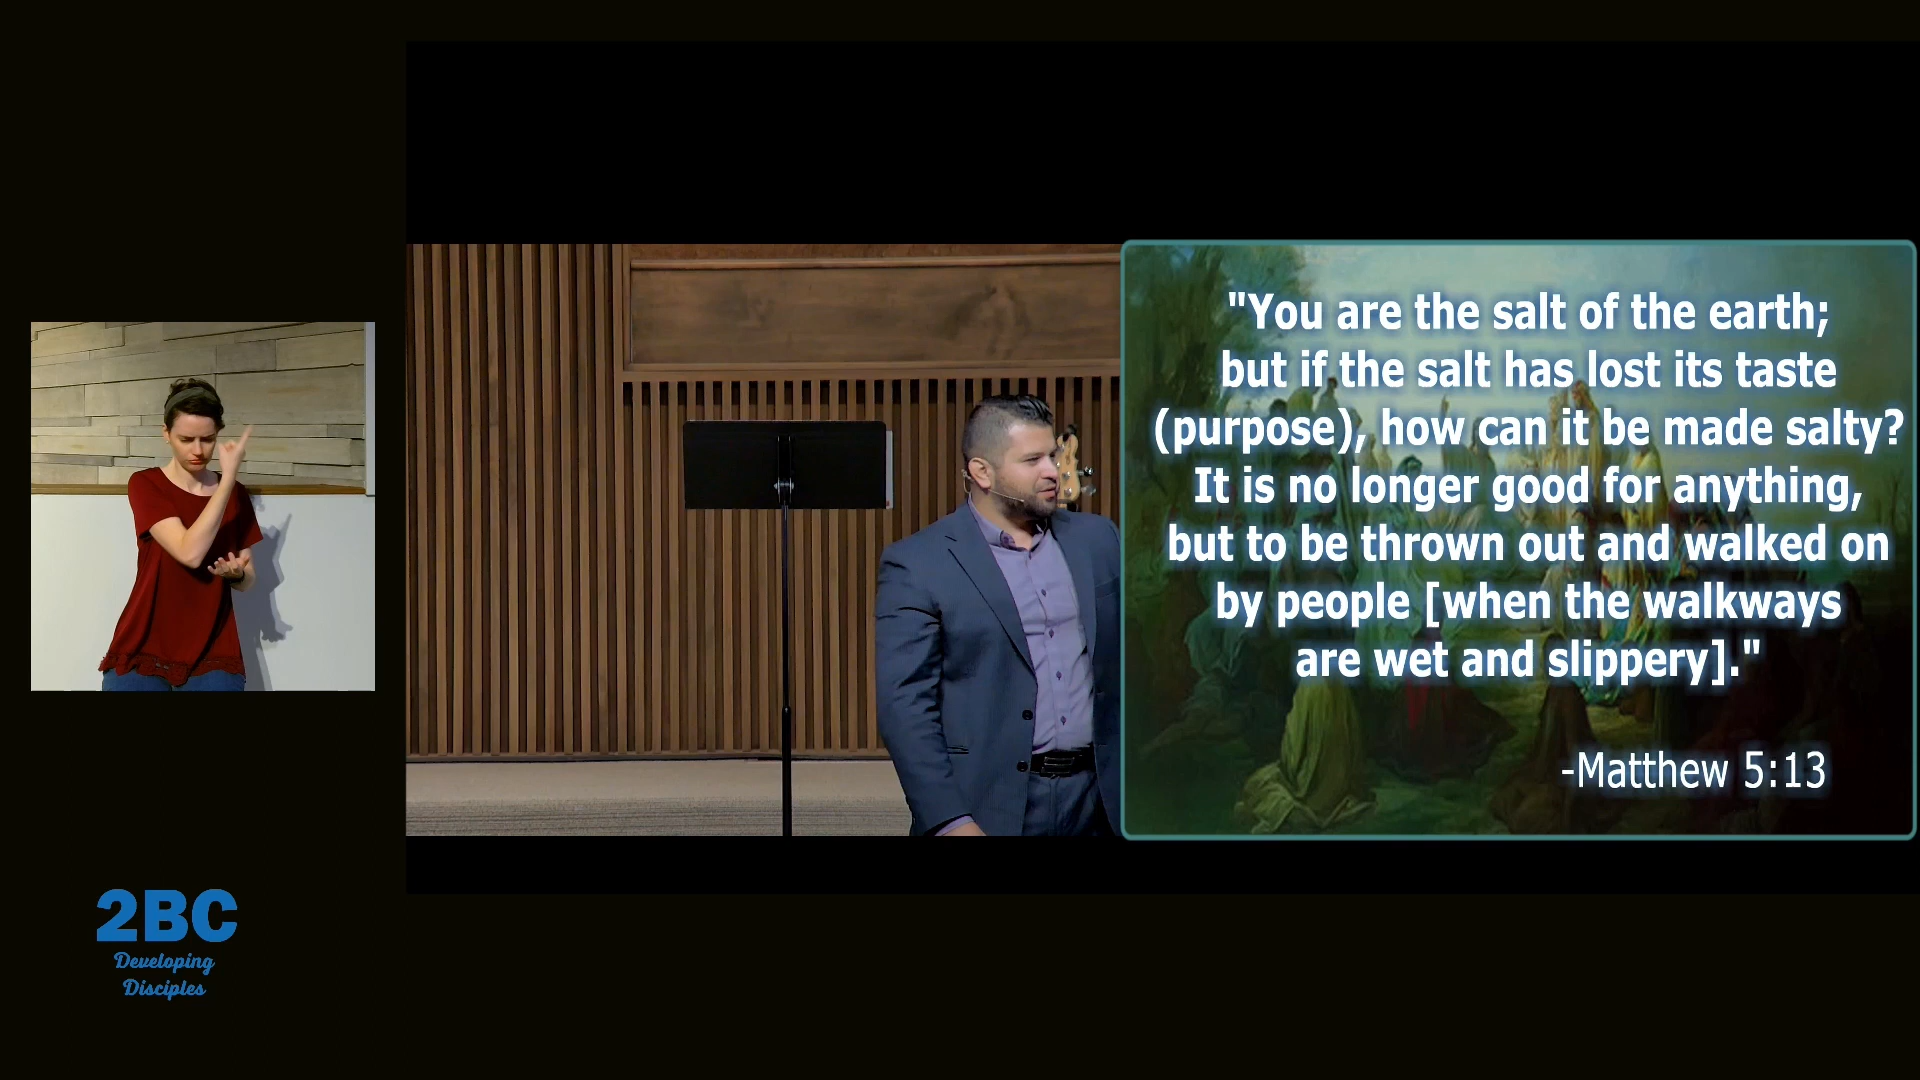 "You are the salt of the earth;
but if the salt has lost its taste
(purpose), how can it be made salty?
It is no longer good for anything,
but to be thrown out and walked on
by people [when the walkways
are wet and slippery]."
-Matthew 5:13
2BC
Developing
Disciples